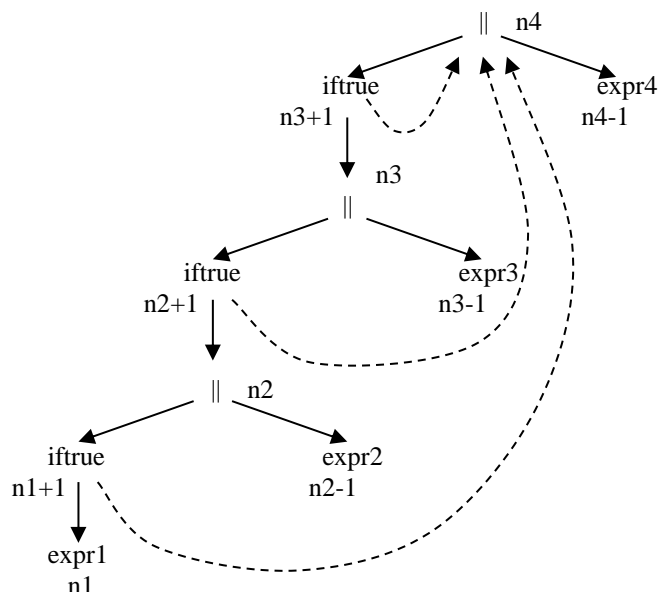 || n4
iftrue expr4
n3+1 n4-1
n3
||
iftrue expr3
n2+1 n3-1
|| n2
iftrue expr2
n1+1 n2-1
expr1
n1